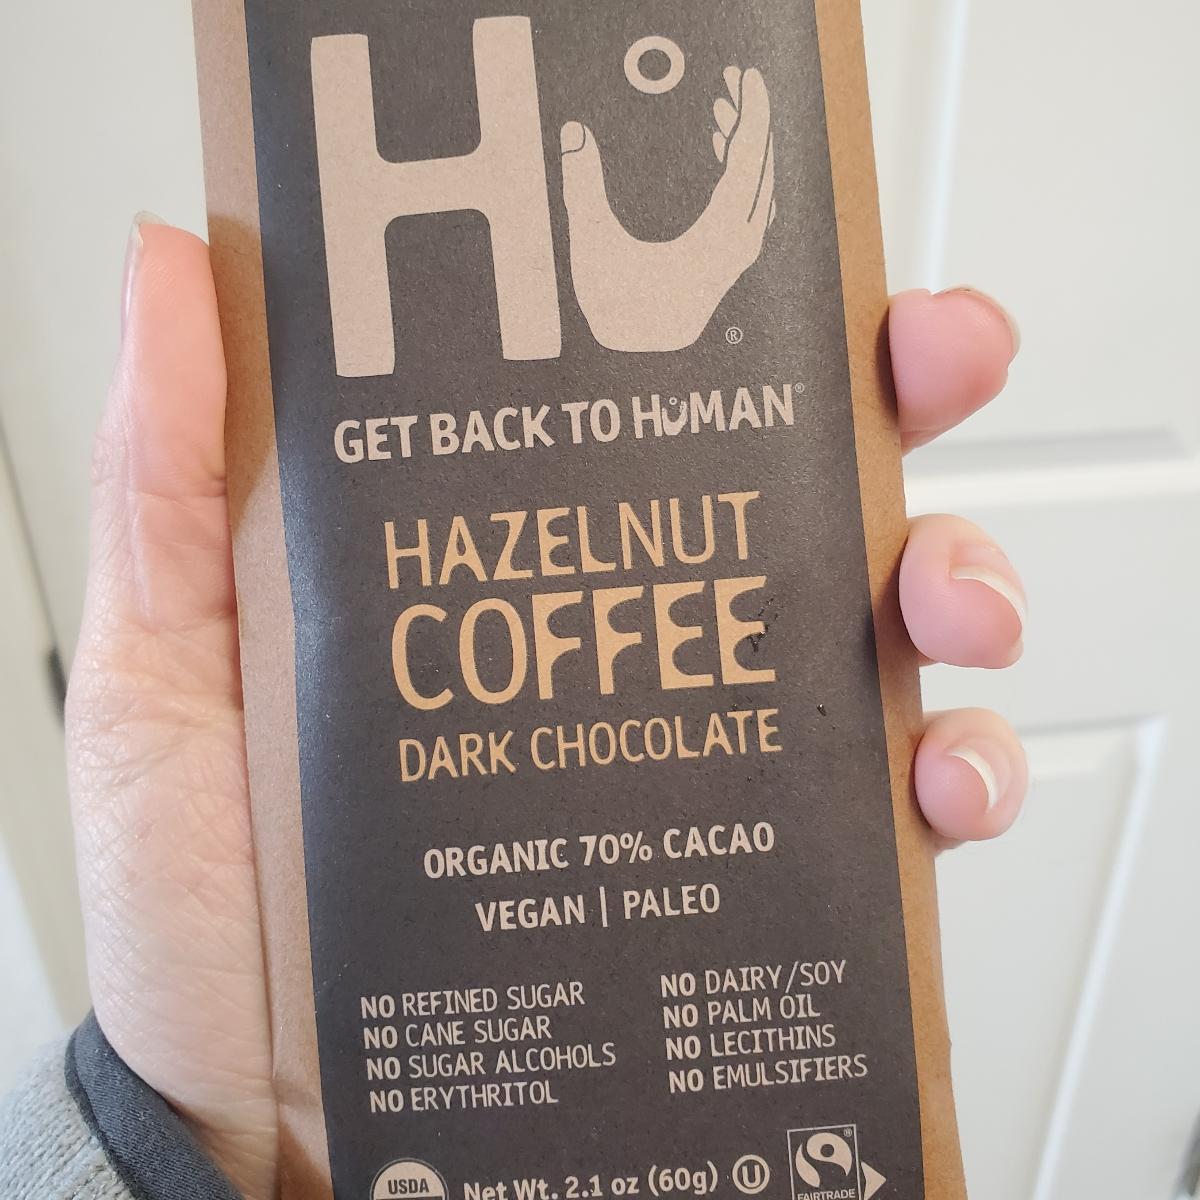 Hu
®
GET BACK TO HUMAN®
HAZELNUT
COFFEE
DARK CHOCOLATE
ORGANIC 70% CACAO
VEGAN | PALEO
NO REFINED SUGAR
NO CANE SUGAR
NO SUGAR ALCOHOLS
NO ERYTHRITOL
NO DAIRY/SOY
NO PALM OIL
NO LECITHINS
NO EMULSIFIERS
USDA
Net Wt. 2.1 oz (60g)
U
®
FAIRTRADE